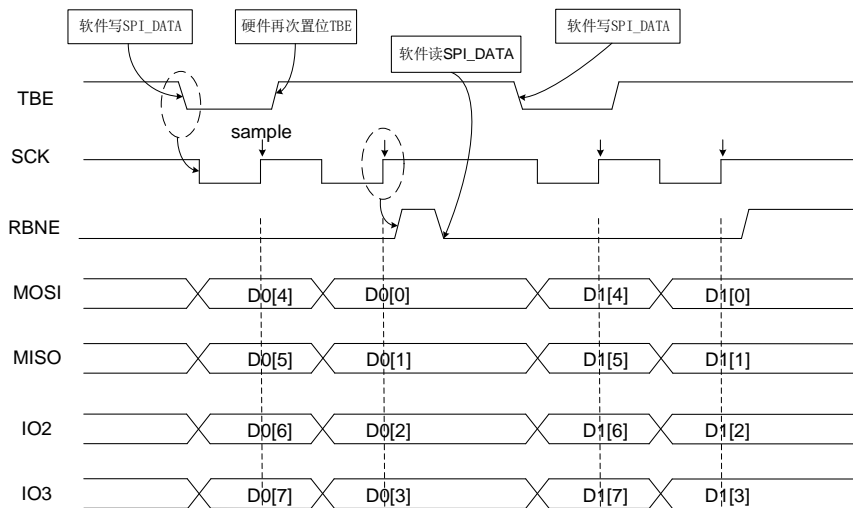 软件写SPI_DATA
硬件再次置位TBE
软件读SPI_DATA
软件写SPI_DATA
TBE
sample
SCK
RBNE
MOSI
D0[4]
D0[0]
D1[4]
D1[0]
MISO
D0[5]
D0[1]
D1[5]
D1[1]
IO2
D0[6]
D0[2]
D1[6]
D1[2]
IO3
D0[7]
D0[3]
D1[7]
D1[3]